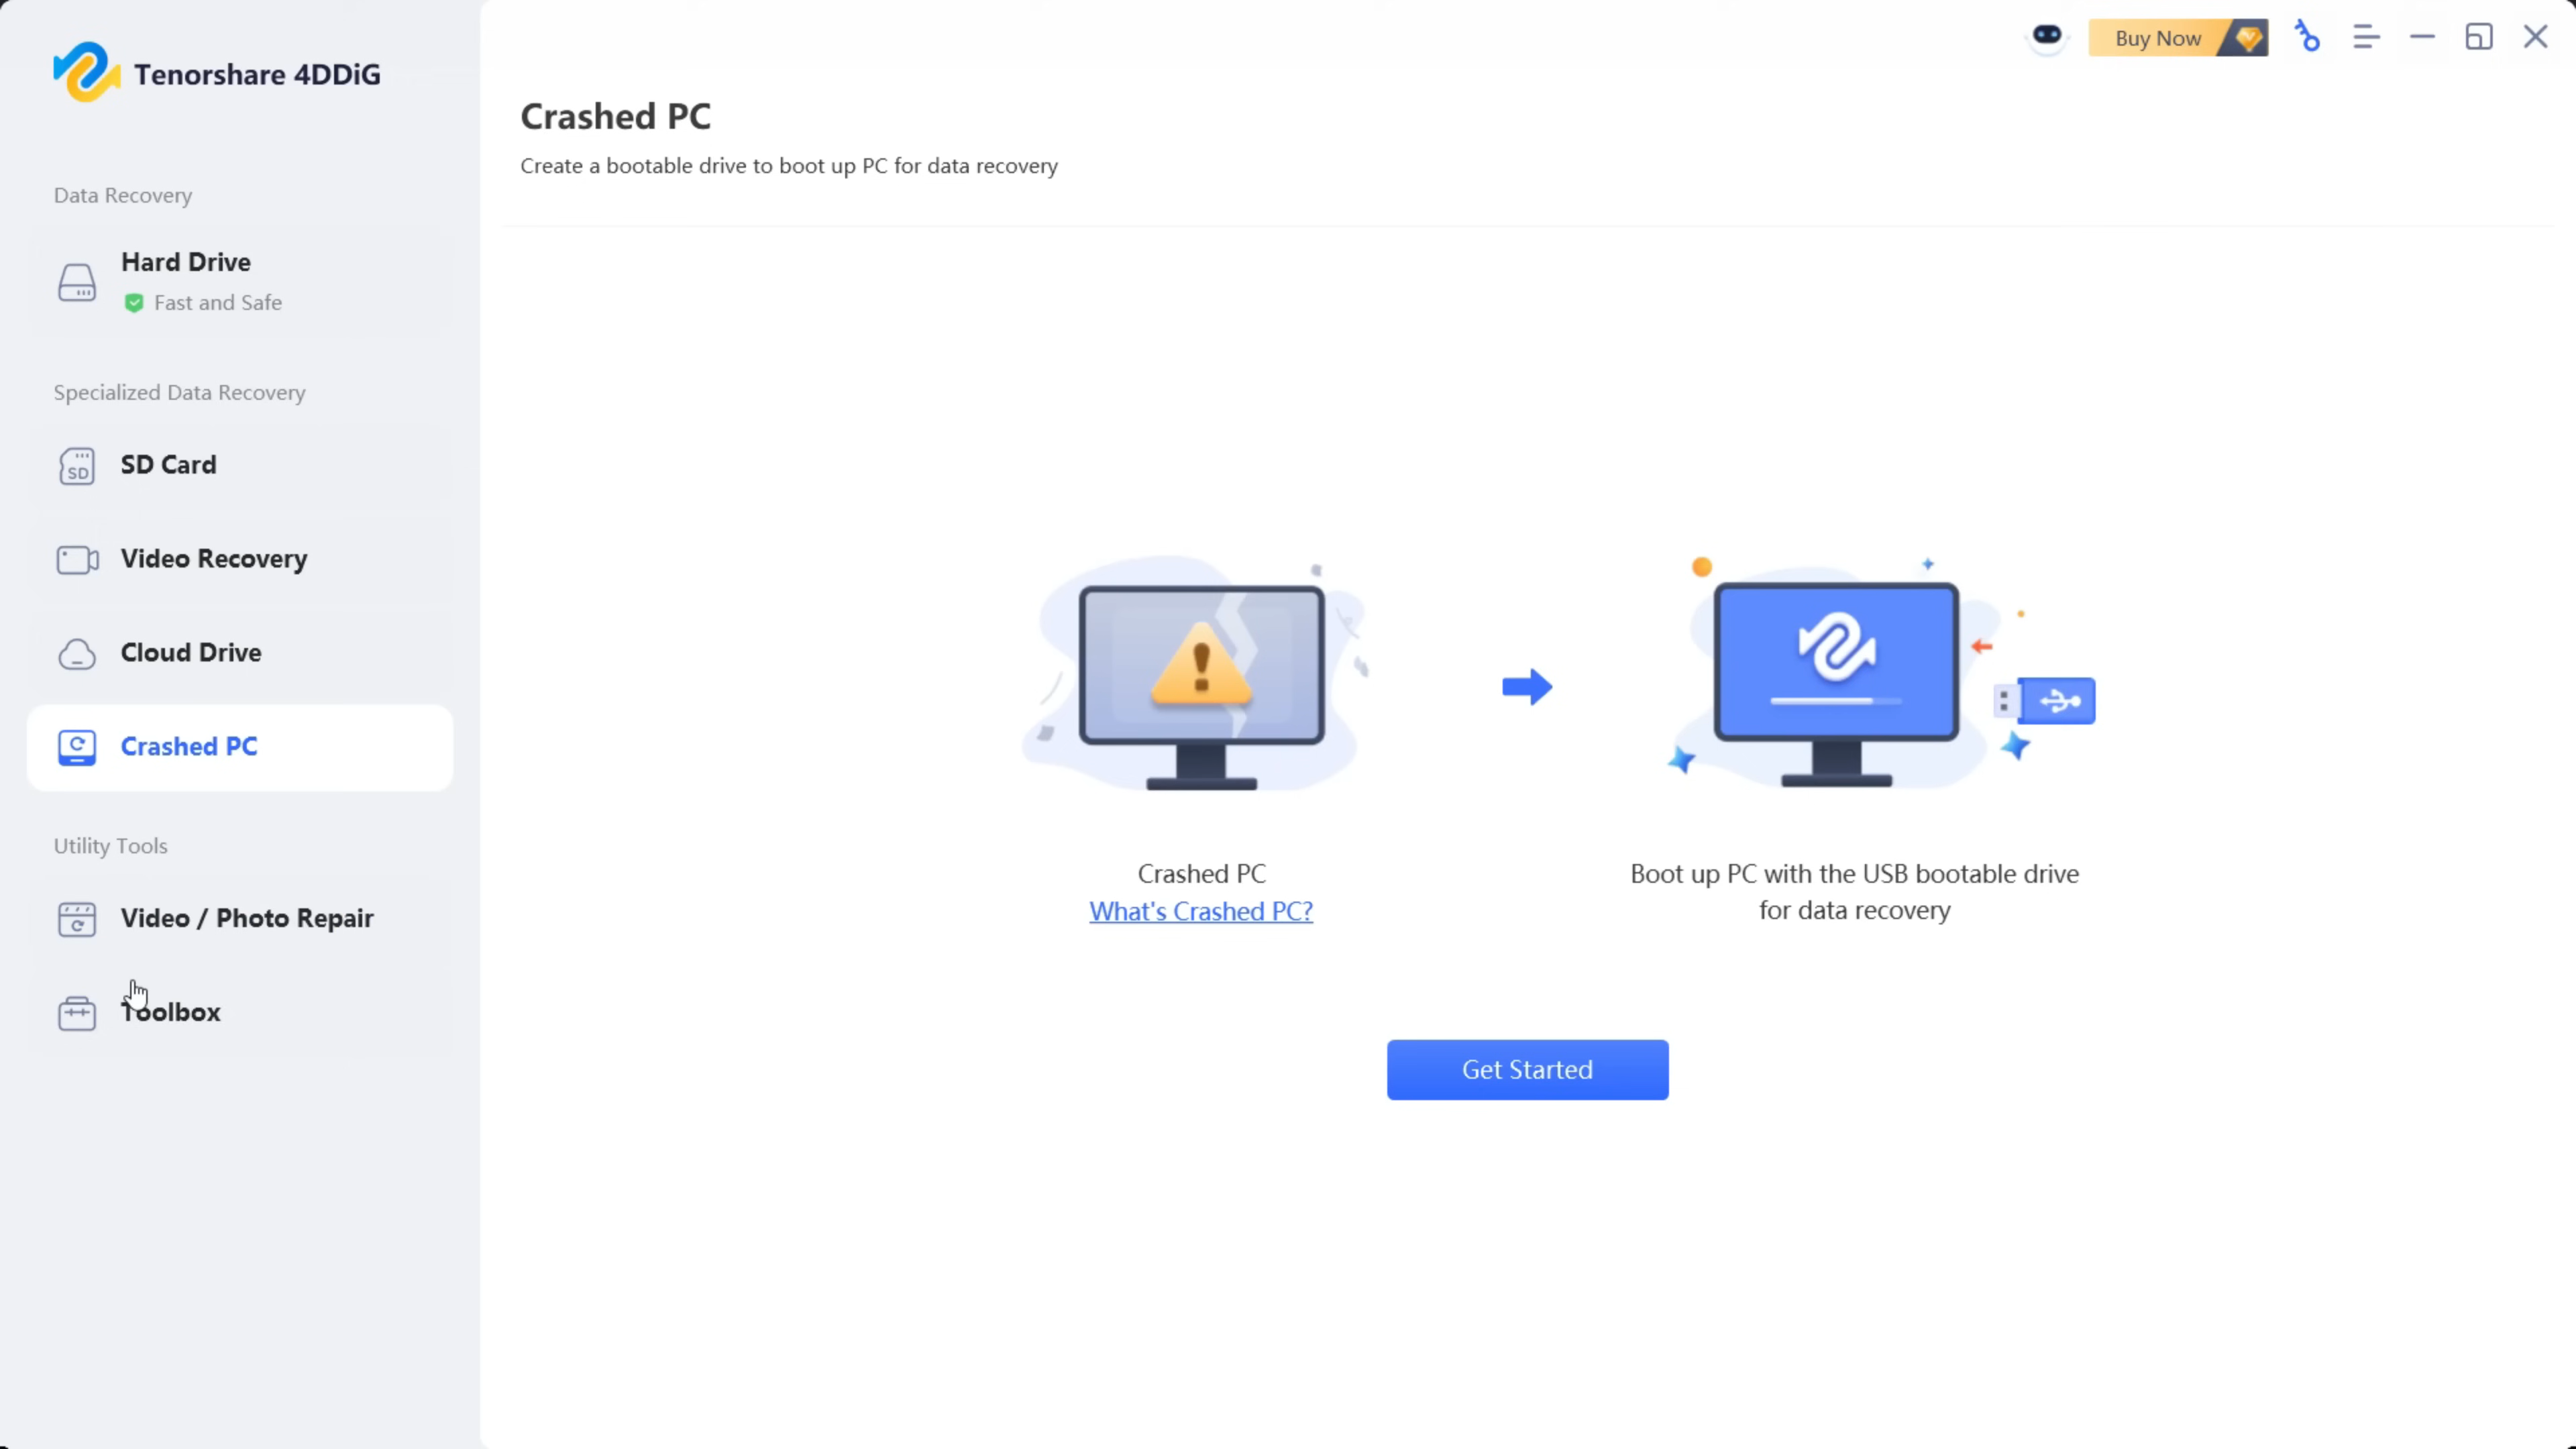 Tenorshare 4DDiG
Buy Now
Crashed PC
Create a bootable drive to boot up PC for data recovery
Data Recovery
Hard Drive
Fast and Safe
Specialized Data Recovery
SD
SD Card
Video Recovery
Cloud Drive
Crashed PC
Utility Tools
Video / Photo Repair
Toolbox
Crashed PC
What's Crashed PC?
Boot up PC with the USB bootable drive
for data recovery
Get Started